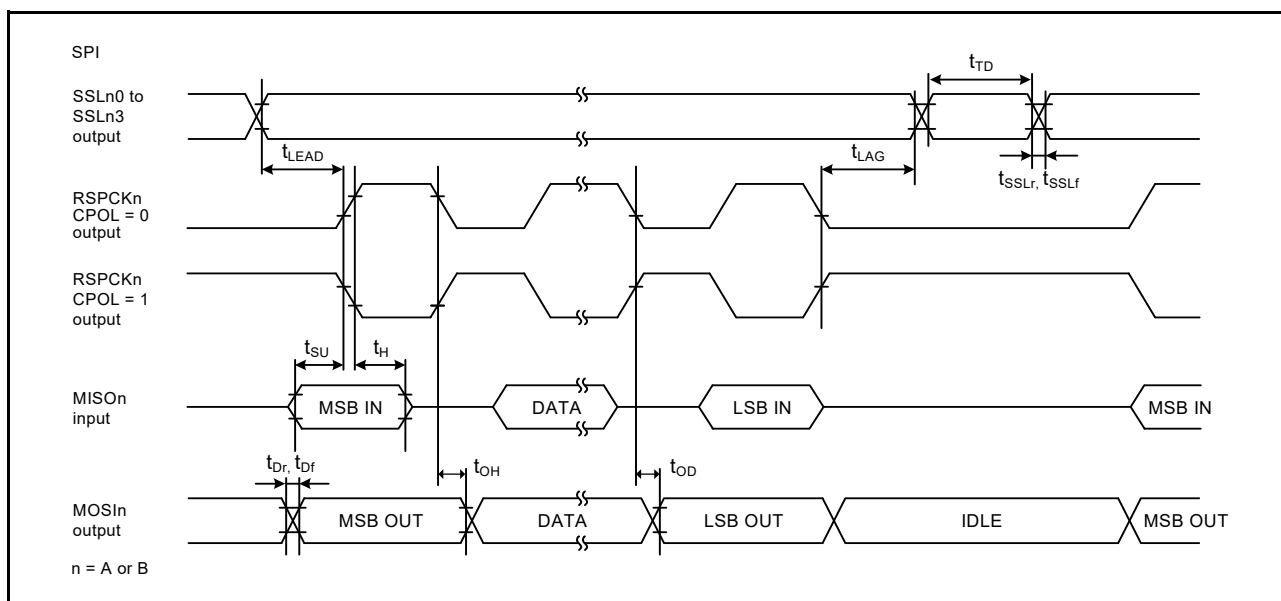 SPI
SSLn0 to
SSLn3
output
tTD
tLEAD
tLAG
tSSLr, tSSLf
RSPCKn
CPOL = 0
output
RSPCKn
CPOL = 1
output
tSU
tH
MISOn
input
MSB IN
DATA
LSB IN
MSB IN
tDr, tDf
tOH
tOD
MOSIn
output
MSB OUT
DATA
LSB OUT
IDLE
MSB OUT
n = A or B